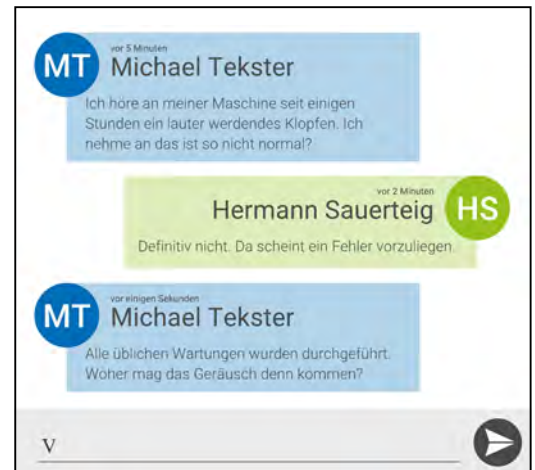 MT
vor 5 Minuten
Michael Tekster
Ich höre an meiner Maschine seit einigen
Stunden ein lauter werdendes Klopfen. Ich
nehme an das ist so nicht normal?
vor 2 Minuten
Hermann Sauerteig
HS
Definitiv nicht. Da scheint ein Fehler vorzuliegen.
MT
vor einigen Sekunden
Michael Tekster
Alle üblichen Wartungen wurden durchgeführt.
Woher mag das Geräusch denn kommen?
V